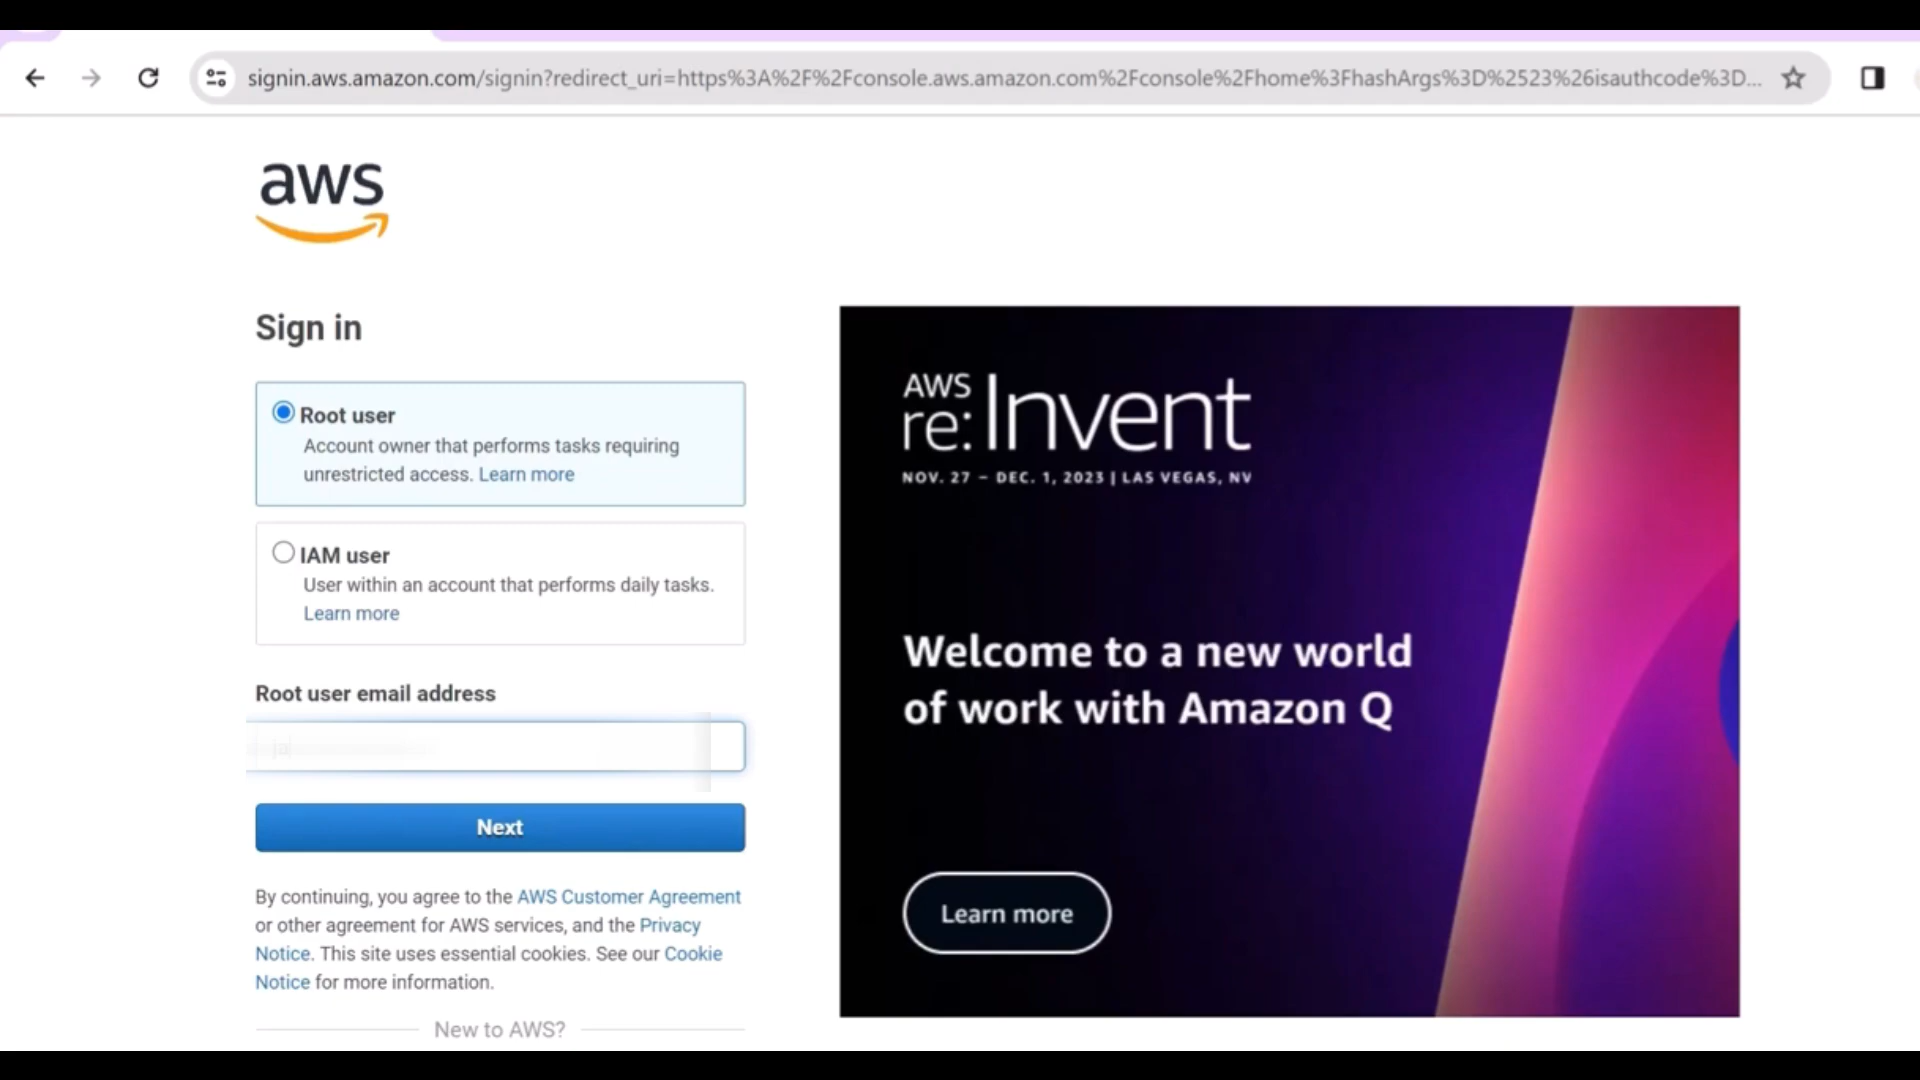 signin.aws.amazon.com/signin?redirect_uri=https%3A%2F%2Fconsole.aws.amazon.com%2Fconsole%2Fhome%3FhashArgs%3D%2523%26isauthcode%3D...
aws
Sign in
Root user
Account owner that performs tasks requiring
unrestricted access. Learn more
IAM user
User within an account that performs daily tasks.
Learn more
Root user email address
ja
Next
By continuing, you agree to the AWS Customer Agreement
or other agreement for AWS services, and the Privacy
Notice. This site uses essential cookies. See our Cookie
Notice for more information.
New to AWS?
AWS
re:Invent
NOV. 27 – DEC. 1, 2023 | LAS VEGAS, NV
Welcome to a new world
of work with Amazon Q
Learn more